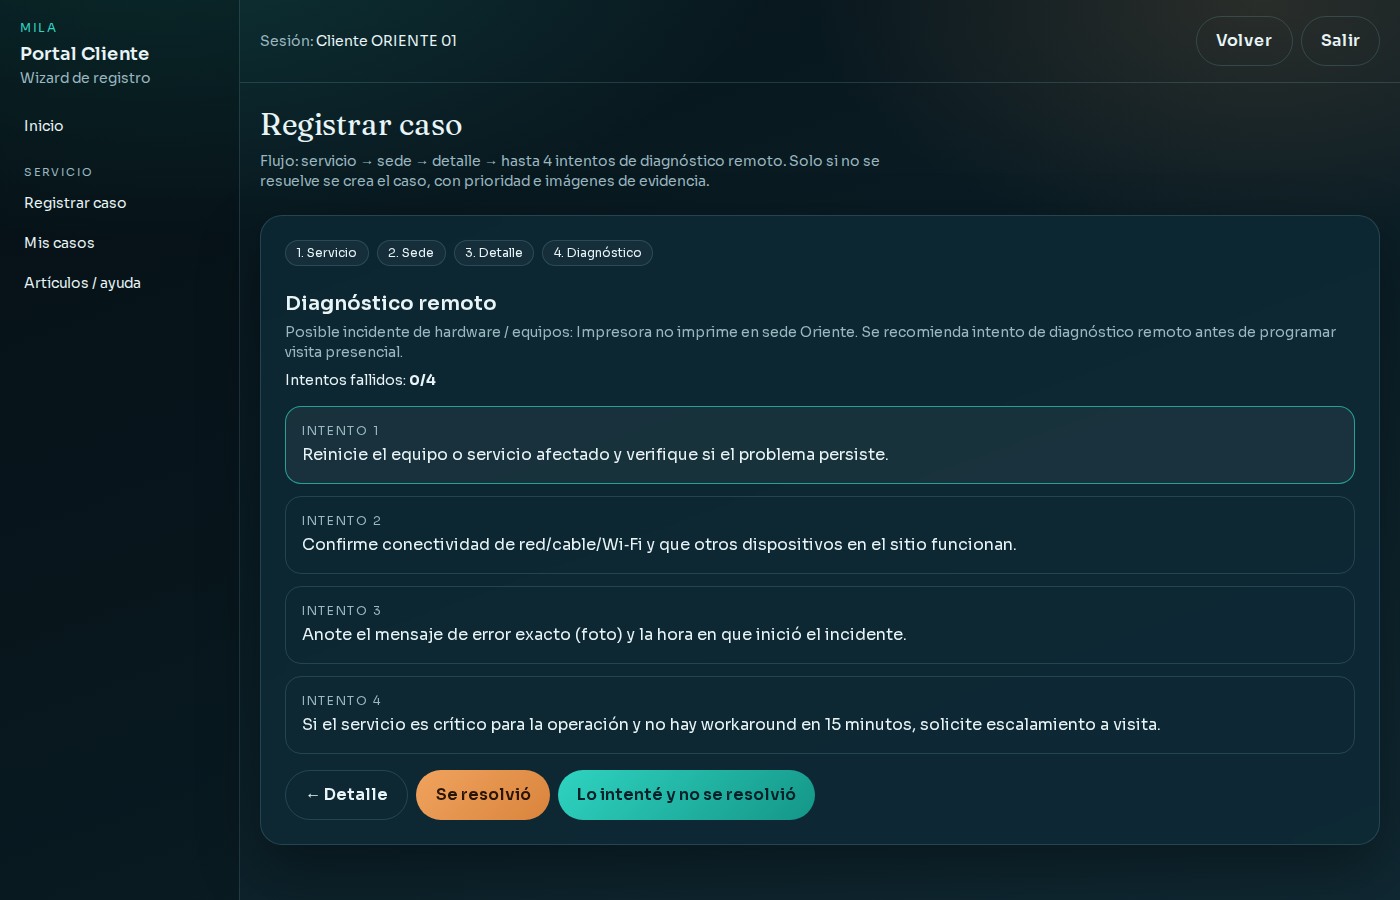 MILA
Portal Cliente
Wizard de registro
Inicio
SERVICIO
Registrar caso
Mis casos
Artículos / ayuda
Sesión: Cliente ORIENTE 01
Volver
Salir
Registrar caso
Flujo: servicio → sede → detalle → hasta 4 intentos de diagnóstico remoto. Solo si no se
resuelve se crea el caso, con prioridad e imágenes de evidencia.
1. Servicio
2. Sede
3. Detalle
4. Diagnóstico
Diagnóstico remoto
Posible incidente de hardware / equipos: Impresora no imprime en sede Oriente. Se recomienda intento de diagnóstico remoto antes de programar
visita presencial.
Intentos fallidos: 0/4
INTENTO 1
Reinicie el equipo o servicio afectado y verifique si el problema persiste.
INTENTO 2
Confirme conectividad de red/cable/Wi-Fi y que otros dispositivos en el sitio funcionan.
INTENTO 3
Anote el mensaje de error exacto (foto) y la hora en que inició el incidente.
INTENTO 4
Si el servicio es crítico para la operación y no hay workaround en 15 minutos, solicite escalamiento a visita.
← Detalle
Se resolvió
Lo intenté y no se resolvió